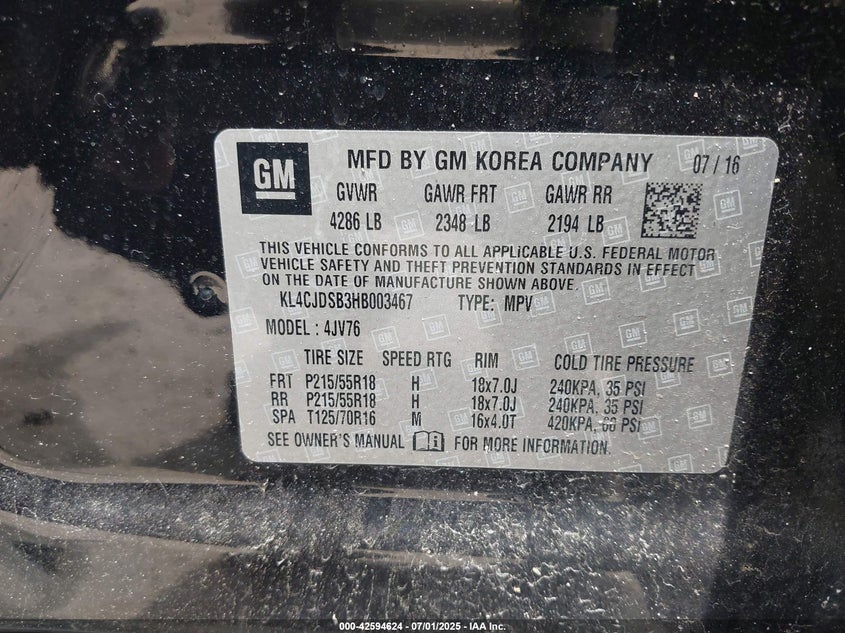 GM MFD BY GM KOREA COMPANY 07 / 16
GVWR GAWR FRT GAWR RR
4286 LB 2348 LB 2194 LB
THIS VEHICLE CONFORMS TO ALL APPLICABLE U.S. FEDERAL MOTOR
VEHICLE SAFETY AND THEFT PREVENTION STANDARDS IN EFFECT
ON THE DATE OF MANUFACTURE SHOWN ABOVE.
KL4CJDSB3HB003467 TYPE: MPV
MODEL : 4JV76
TIRE SIZE SPEED RTG RIM COLD TIRE PRESSURE
FRT P215/55R18 H 18x7.0J 240KPA, 35 PSI
RR P215/55R18 H 18x7.0J 240KPA, 35 PSI
SPA T125/70R16 M 16x4.0T 420KPA, 60 PSI
SEE OWNER'S MANUAL FOR MORE INFORMATION.
000-42594624 - 07/01/2025 - IAA Inc.